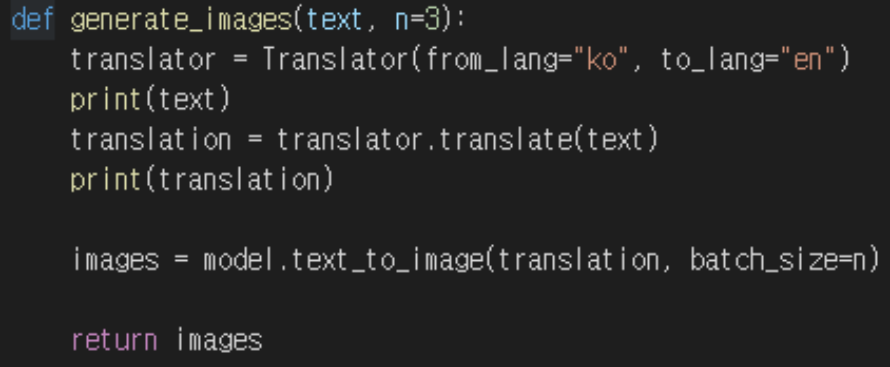 def generate_images(text, n=3):
    translator = Translator(from_lang="ko", to_lang="en")
    print(text)
    translation = translator.translate(text)
    print(translation)

    images = model.text_to_image(translation, batch_size=n)

    return images